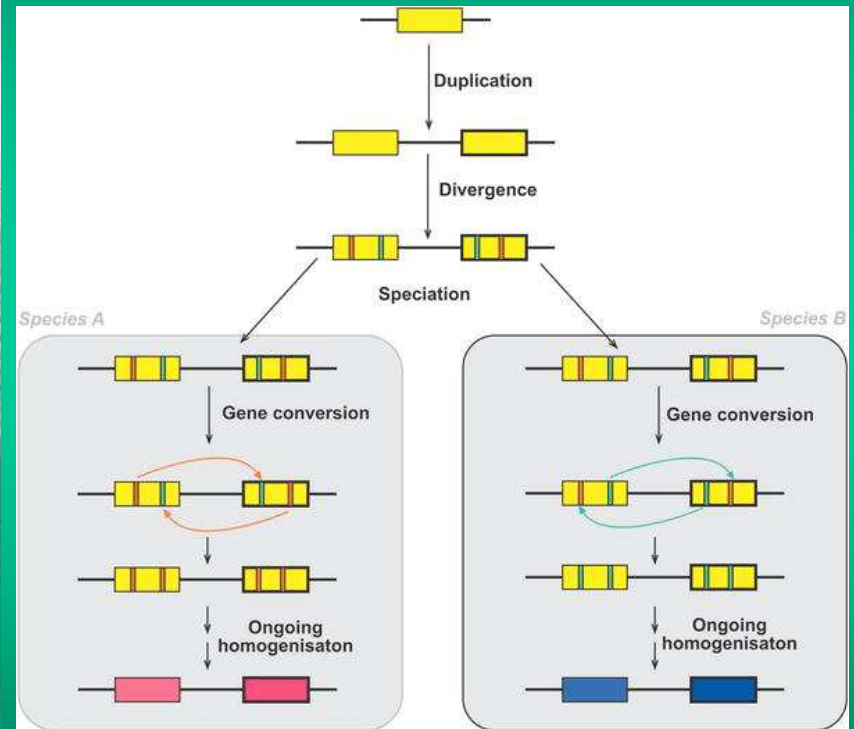 Duplication
Divergence
Speciation
Species A
Species B
Gene conversion
Gene conversion
Ongoing
homogenisaton
Ongoing
homogenisaton